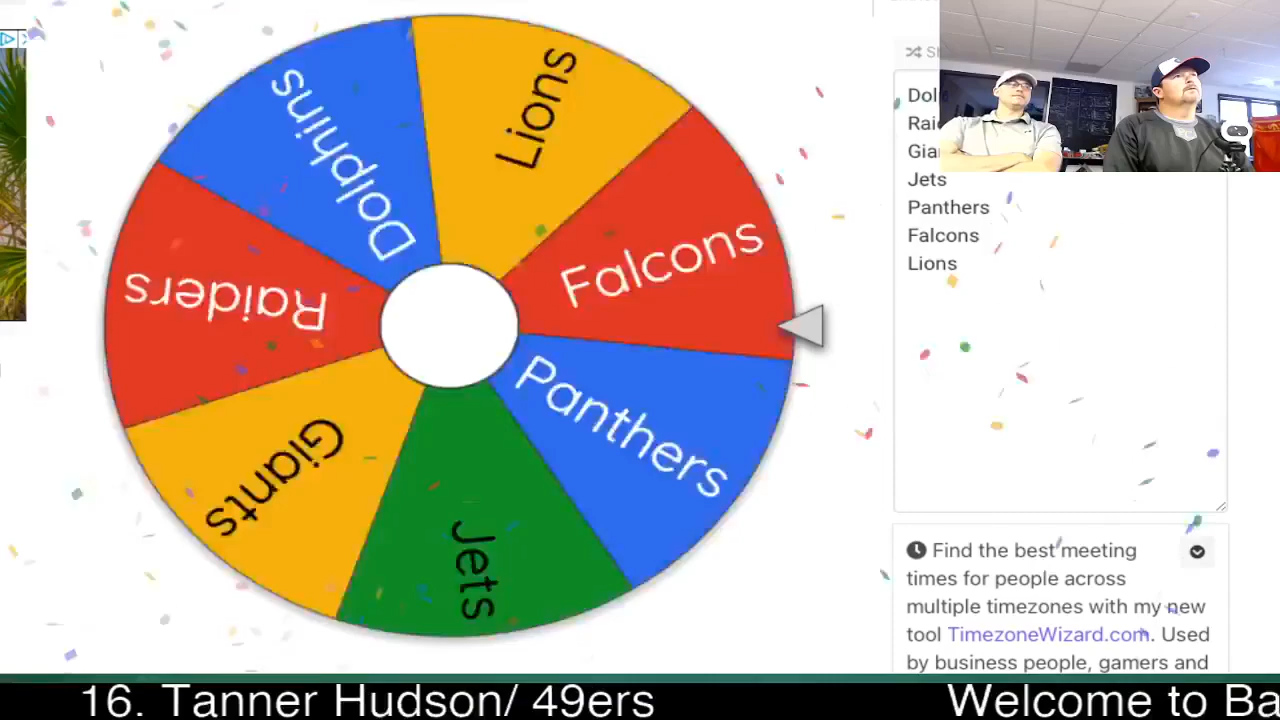 Lions
Dolphins
Falcons
Raiders
Panthers
Giants
Jets
Jets
Panthers
Falcons
Lions
Find the best meeting
times for people across
multiple timezones with my new
tool TimezoneWizard.com. Used
by business people, gamers and
16. Tanner Hudson/ 49ers
Welcome to Ba